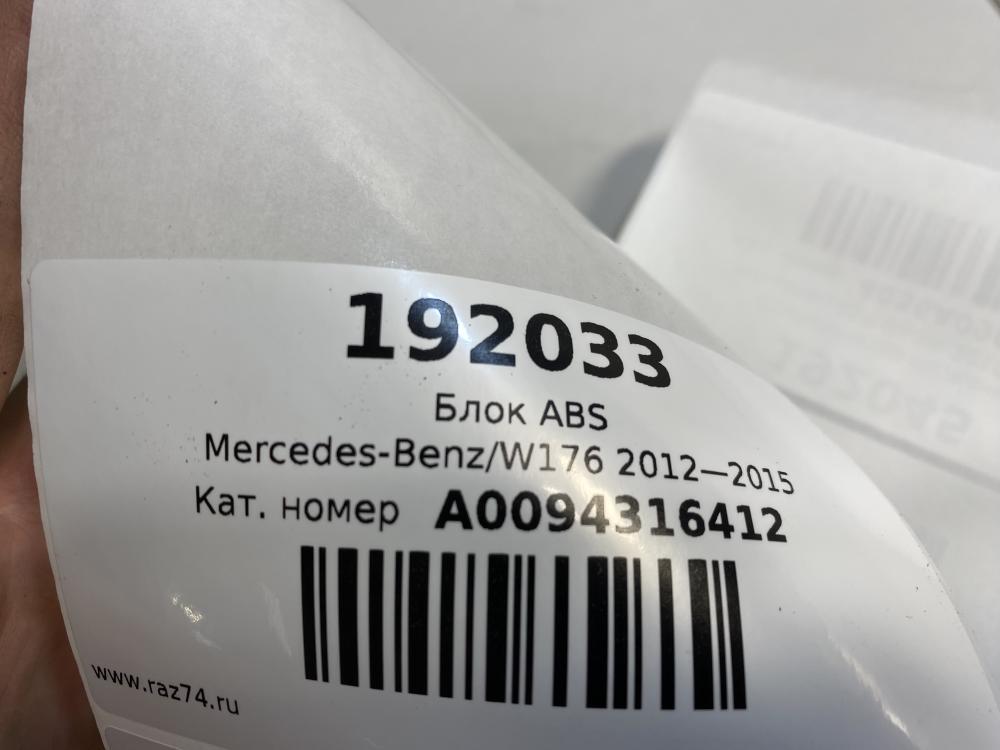 192033
Блок ABS
Mercedes-Benz/W176 2012—2015
Кат. номер A0094316412
www.raz74.ru